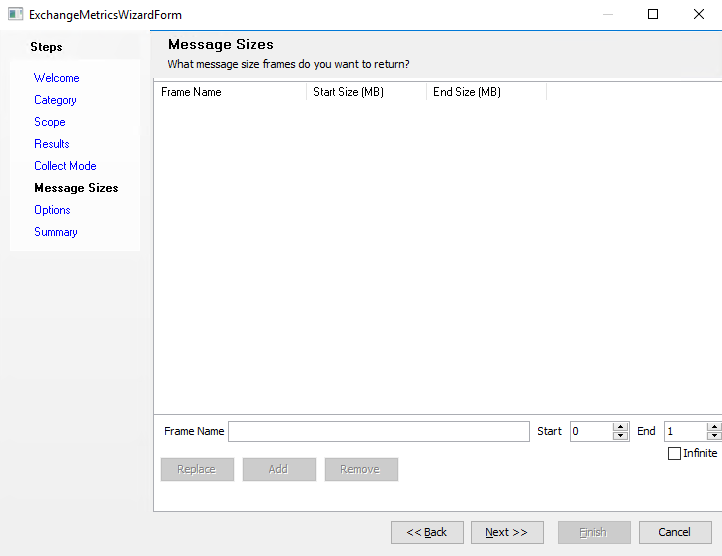 ExchangeMetricsWizardForm
Steps
Welcome
Category
Scope
Results
Collect Mode
Message Sizes
Options
Summary
Message Sizes
What message size frames do you want to return?
Frame Name Start Size (MB) End Size (MB)
Frame Name Start 0 End 1
Infinite
Replace Add Remove
<< Back Next >> Finish Cancel